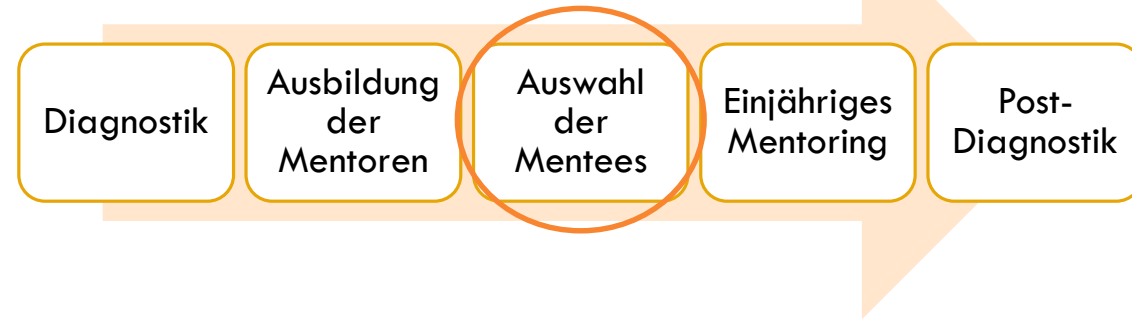 Diagnostik
Ausbildung
der
Mentoren
Auswahl
der
Mentees
Einjähriges
Mentoring
Post-
Diagnostik